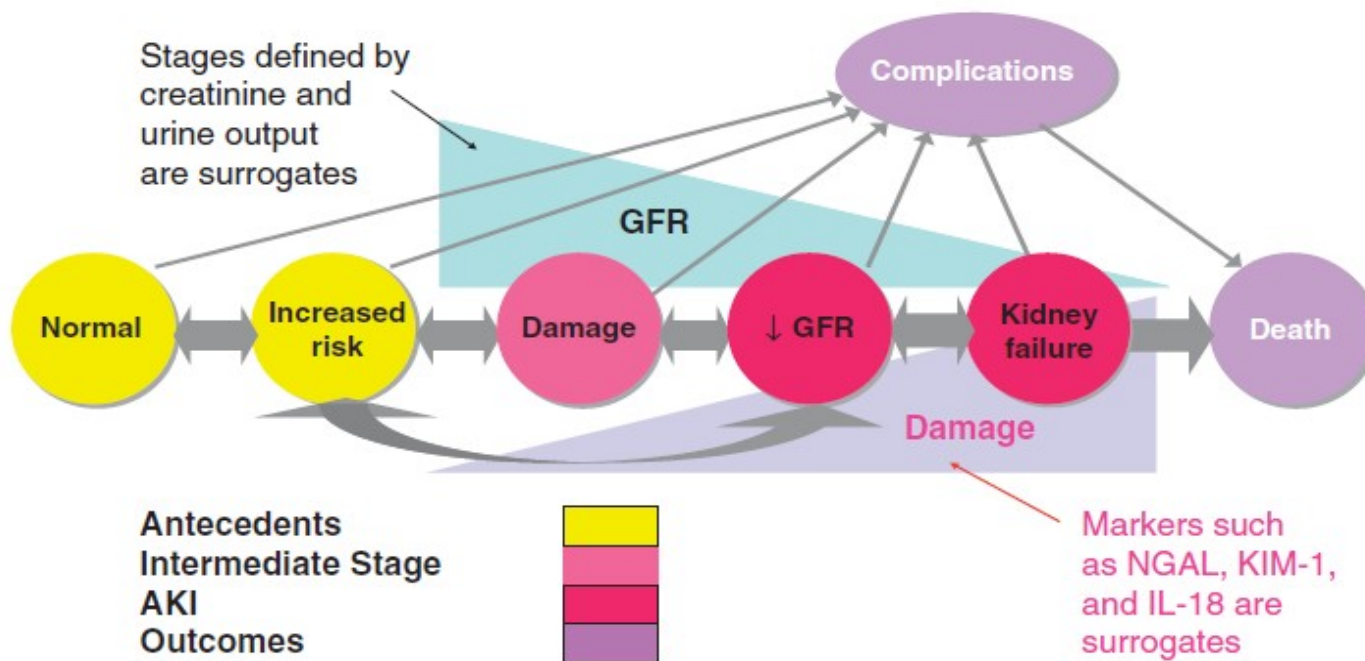 Stages defined by
creatinine and
urine output
are surrogates
Complications
GFR
Normal
Increased
risk
Damage
↓ GFR
Kidney
failure
Death
Damage
Antecedents
Intermediate Stage
AKI
Outcomes
Markers such
as NGAL, KIM-1,
and IL-18 are
surrogates